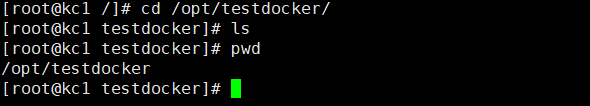 [root@kc1 /]# cd /opt/testdocker/
[root@kc1 testdocker]# ls
[root@kc1 testdocker]# pwd
/opt/testdocker
[root@kc1 testdocker]#